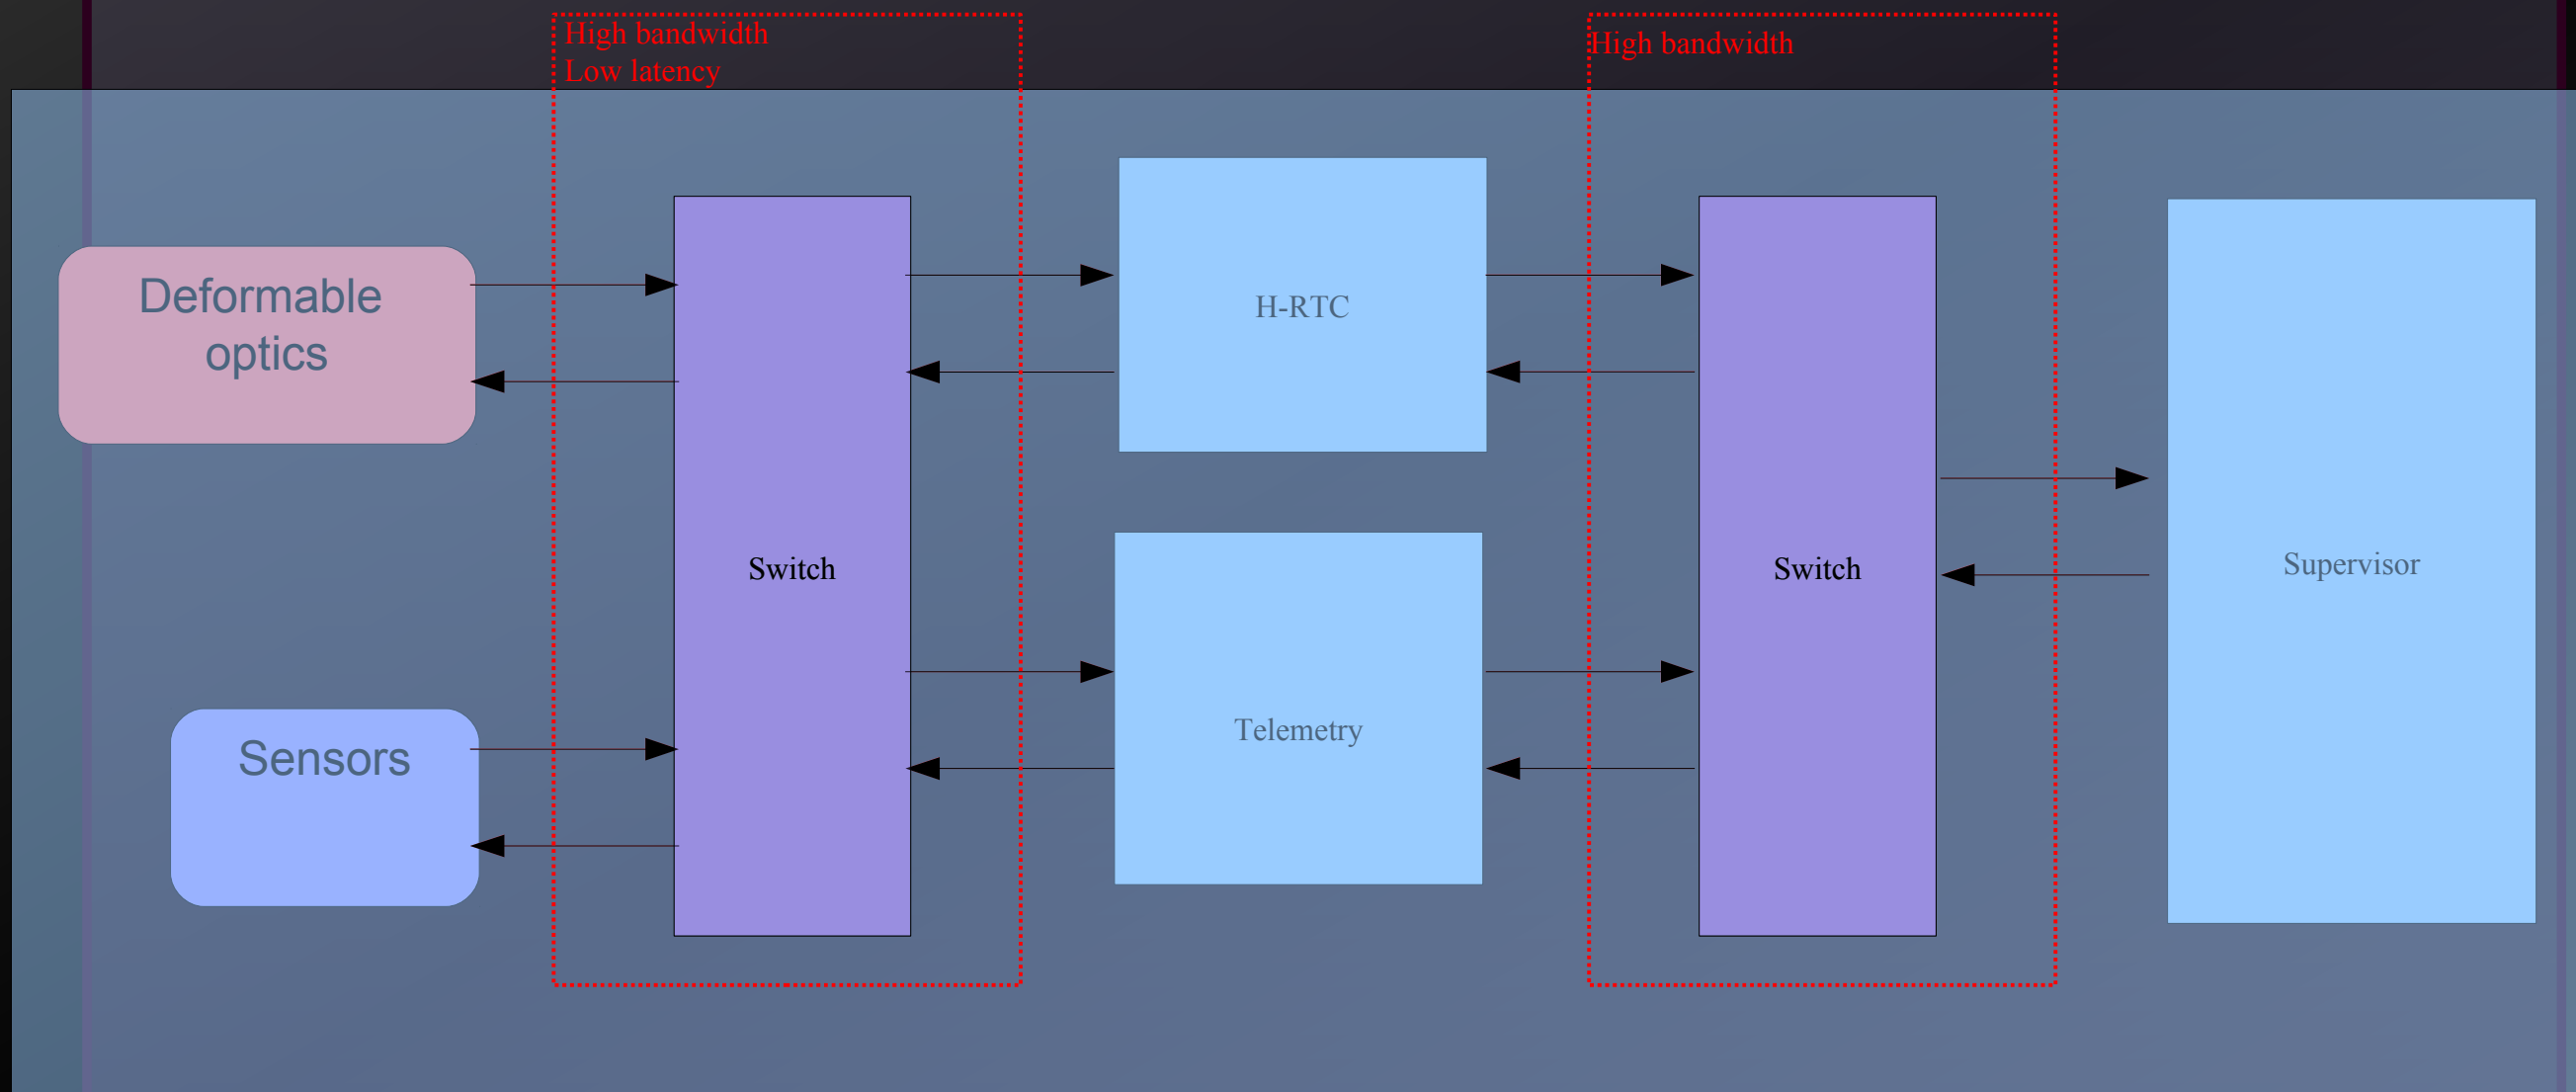 High bandwidth
Low latency
High bandwidth
Deformable
optics
H-RTC
Switch
Switch
Supervisor
Sensors
Telemetry